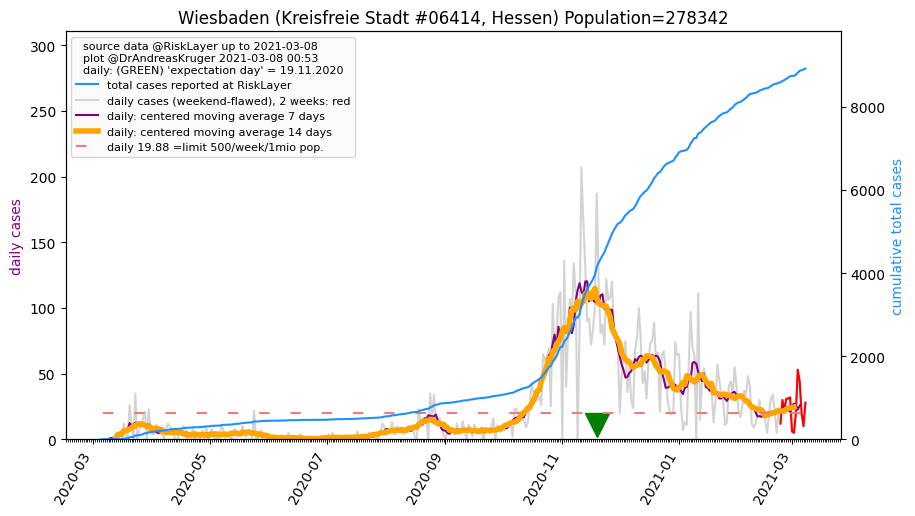 Wiesbaden (Kreisfreie Stadt #06414, Hessen) Population=278342
source data @RiskLayer up to 2021-03-08
plot @DrAndreasKruger 2021-03-08 00:53
daily: (GREEN) 'expectation day' = 19.11.2020
total cases reported at RiskLayer
daily cases (weekend-flawed), 2 weeks: red
daily: centered moving average 7 days
daily: centered moving average 14 days
daily 19.88 =limit 500/week/1mio pop.
daily cases
300
250
200
150
100
50
0
cumulative total cases
8000
6000
4000
2000
0
2020-03
2020-05
2020-07
2020-09
2020-11
2021-01
2021-03